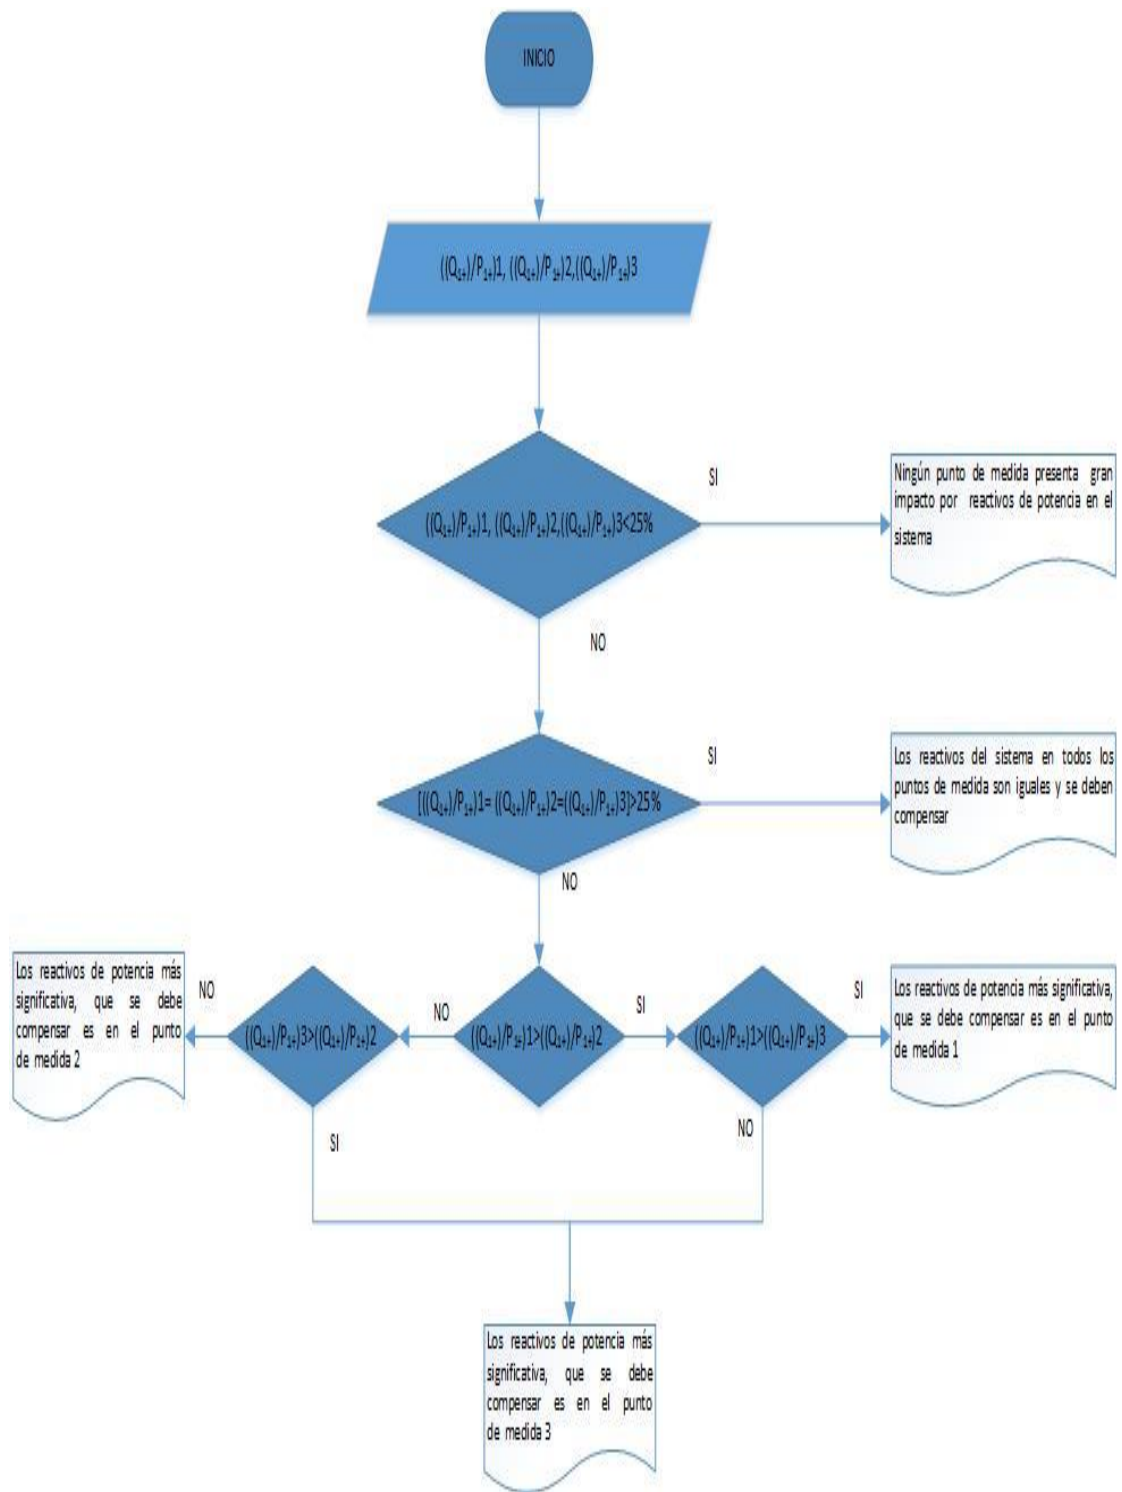 INICIO
((Q₁₊)/P₁₊)1, ((Q₁₊)/P₁₊)2,((Q₁₊)/P₁₊)3
((Q₁₊)/P₁₊)1, ((Q₁₊)/P₁₊)2,((Q₁₊)/P₁₊)3<25%
SI
Ningún punto de medida presenta gran
impacto por reactivos de potencia en el
sistema
NO
[((Q₁₊)/P₁₊)1= ((Q₁₊)/P₁₊)2=((Q₁₊)/P₁₊)3]>25%
SI
Los reactivos del sistema en todos los
puntos de medida son iguales y se deben
compensar
NO
Los reactivos de potencia más
significativa, que se debe
compensar es en el punto
de medida 2
NO
((Q₁₊)/P₁₊)3>((Q₁₊)/P₁₊)2
NO
((Q₁₊)/P₁₊)1>((Q₁₊)/P₁₊)2
SI
((Q₁₊)/P₁₊)1>((Q₁₊)/P₁₊)3
SI
Los reactivos de potencia más significativa,
que se debe compensar es en el punto
de medida 1
SI
NO
Los reactivos de potencia más
significativa, que se debe
compensar es en el punto
de medida 3